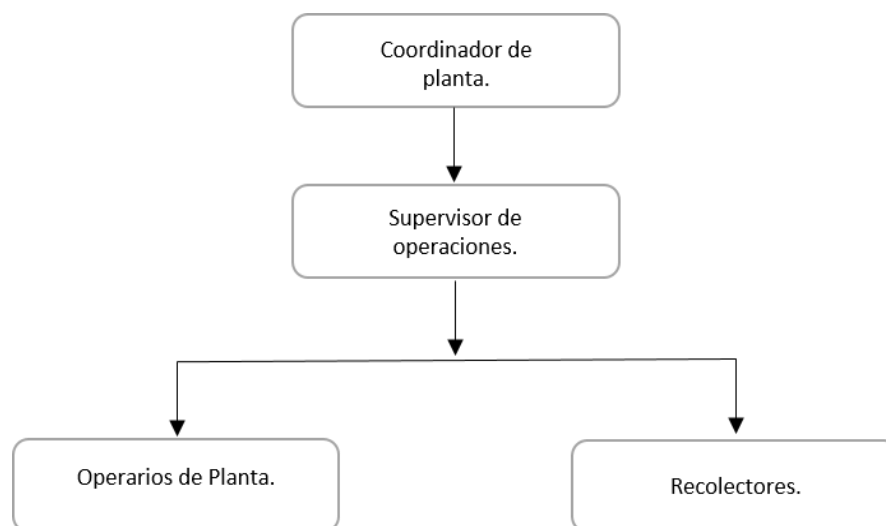 Coordinador de
planta.
Supervisor de
operaciones.
Operarios de Planta.
Recolectores.